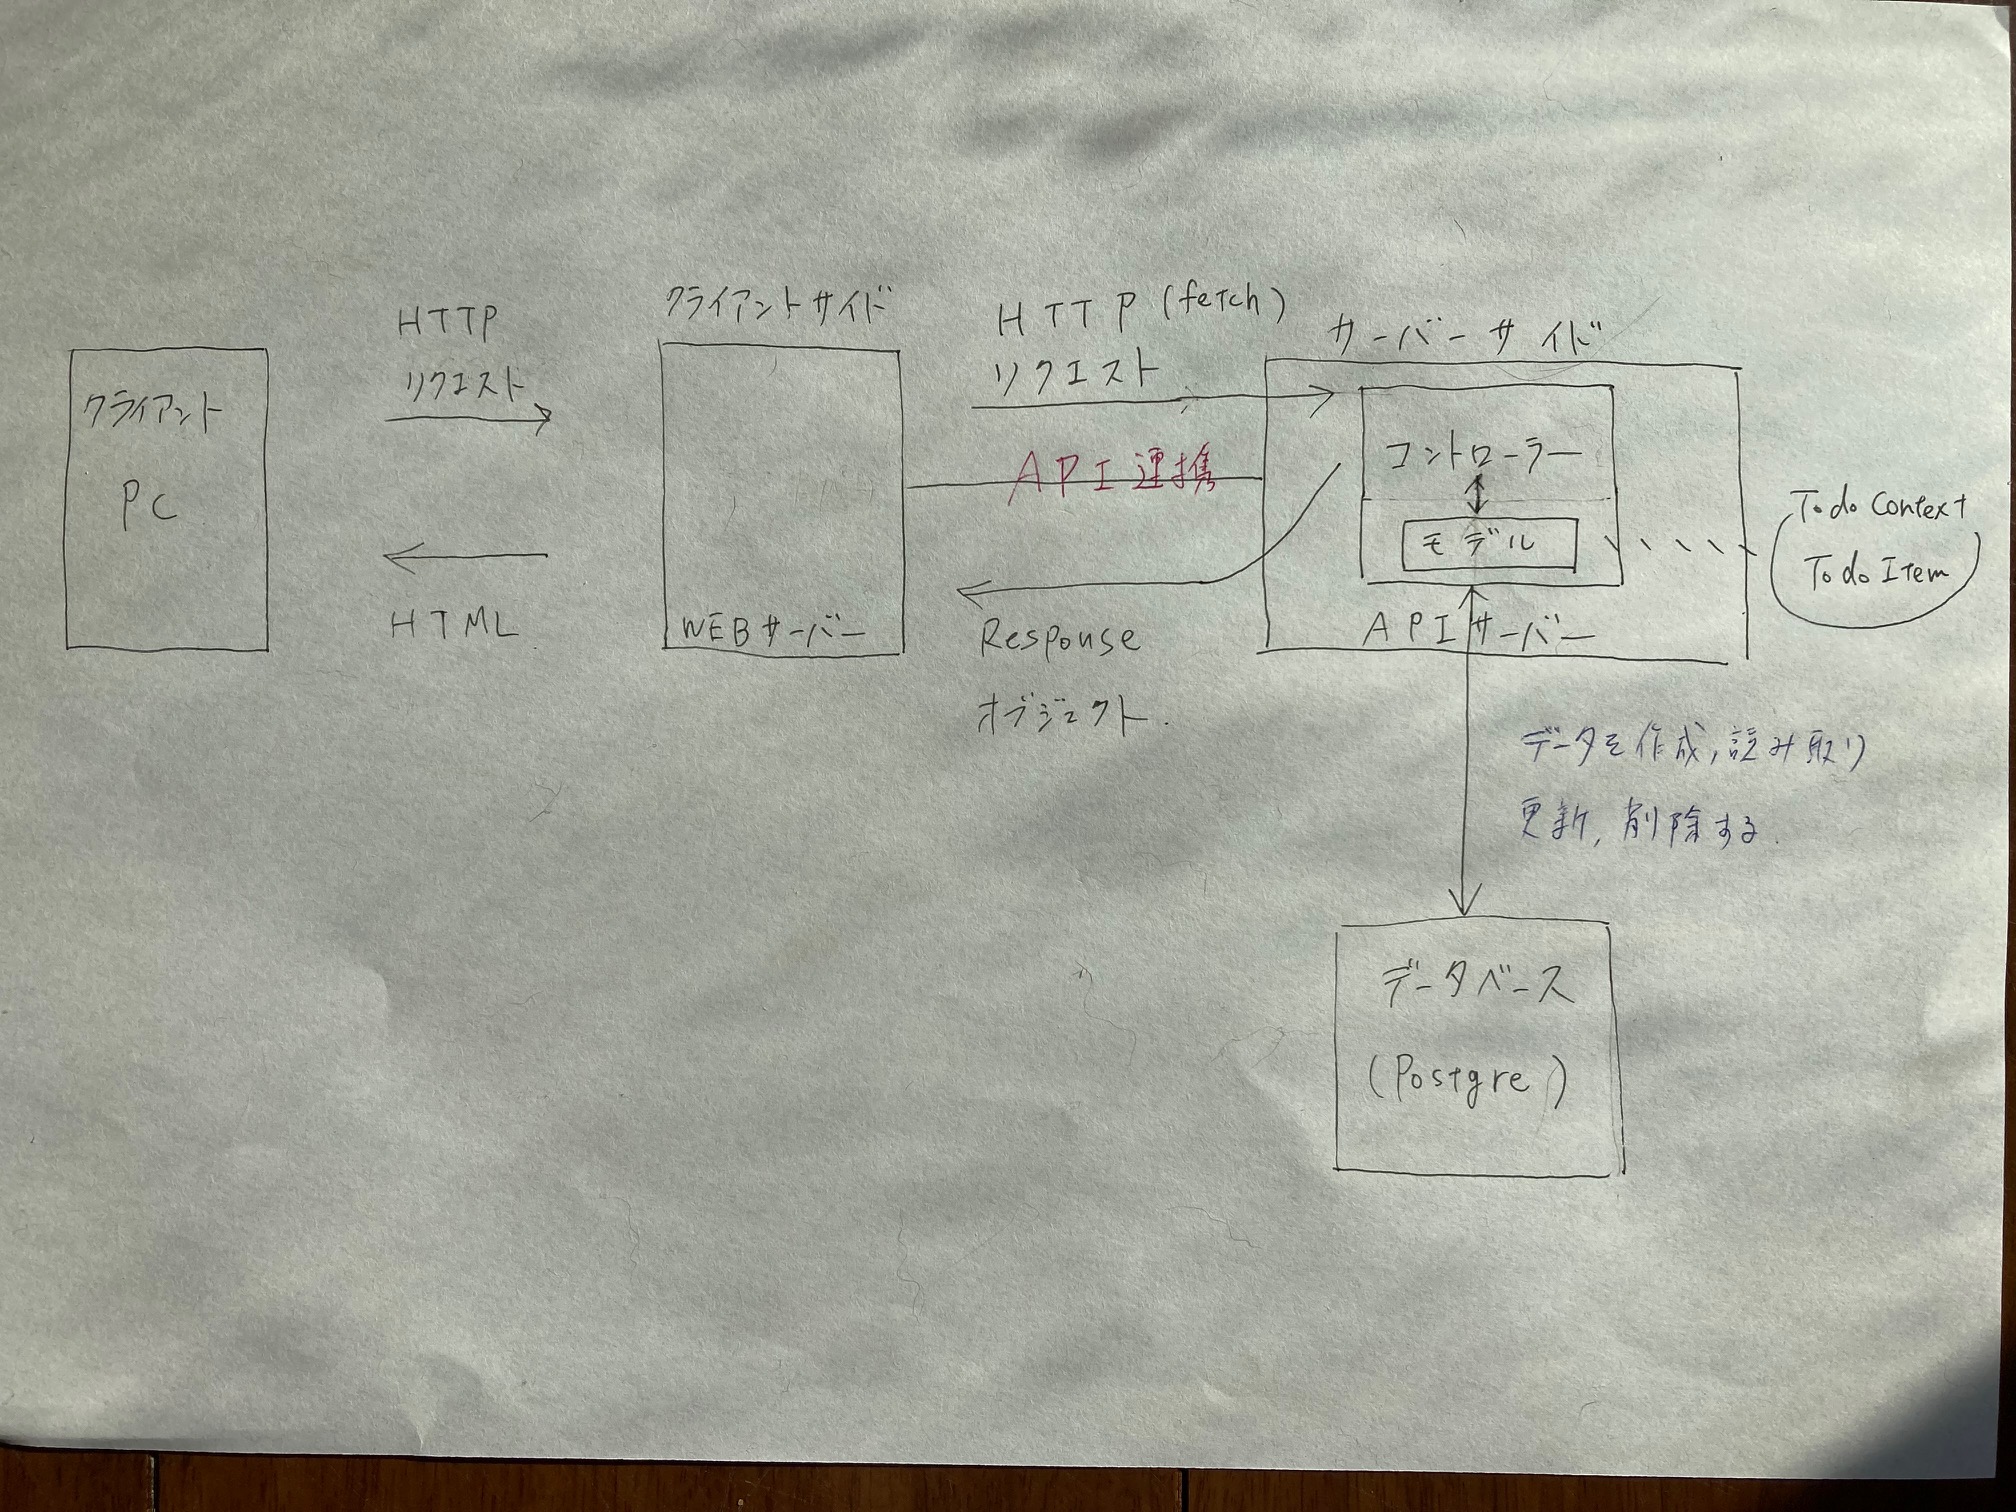 クライアント
PC
HTTP
リクエスト
HTML
クライアントサイド
WEBサーバー
HTTP (fetch)
リクエスト
API連携
Response
オブジェクト.
サーバーサイド
コントローラー
モデル
APIサーバー
Todo Context
Todo Item
データを作成,読み取り
更新,削除する.
データベース
(Postgre)